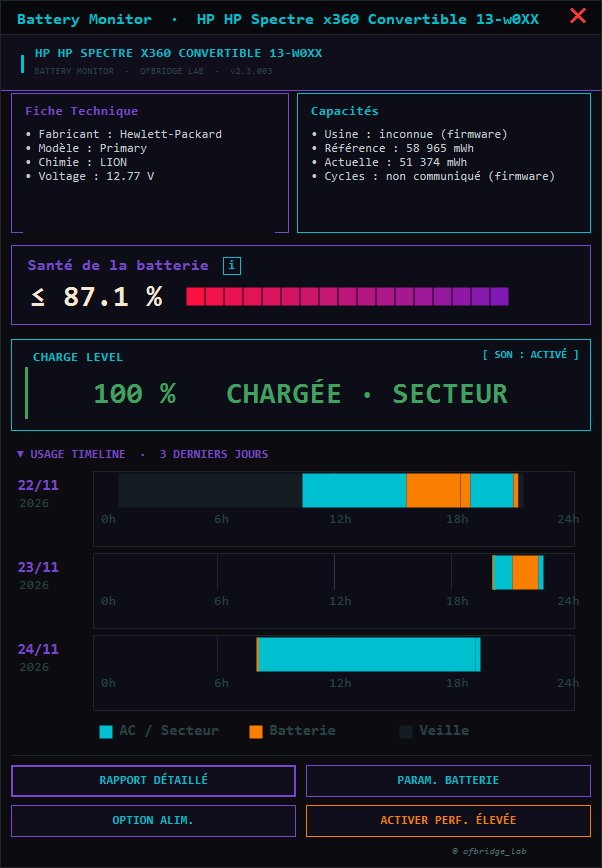 Battery Monitor · HP HP Spectre x360 Convertible 13-w0XX
HP HP SPECTRE X360 CONVERTIBLE 13-W0XX
BATTERY MONITOR · OFBRIDGE LAB · v2.3.003
Fiche Technique
• Fabricant : Hewlett-Packard
• Modèle : Primary
• Chimie : LION
• Voltage : 12.77 V
Capacités
• Usine : inconnue (firmware)
• Référence : 58 965 mWh
• Actuelle : 51 374 mWh
• Cycles : non communiqué (firmware)
Santé de la batterie i
≤ 87.1 %
CHARGE LEVEL
[ SON : ACTIVÉ ]
100 % CHARGÉE · SECTEUR
▼ USAGE TIMELINE · 3 DERNIERS JOURS
22/11
2026
0h 6h 12h 18h 24h
23/11
2026
0h 6h 12h 18h 24h
24/11
2026
0h 6h 12h 18h 24h
AC / Secteur Batterie Veille
RAPPORT DÉTAILLÉ
PARAM. BATTERIE
OPTION ALIM.
ACTIVER PERF. ÉLEVÉE
© ofbridge_Lab